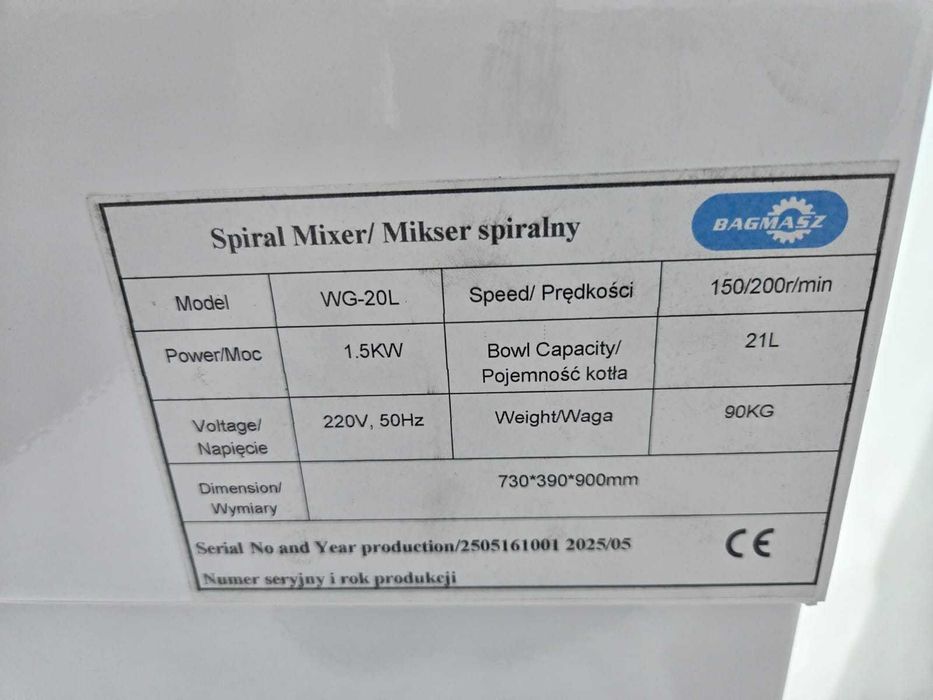 Spiral Mixer/ Mikser spiralny
BAGMASZ
Model
WG-20L
Speed/ Prędkości
150/200r/min
Power/Moc
1.5KW
Bowl Capacity/
Pojemność kotła
21L
Voltage/
Napięcie
220V, 50Hz
Weight/Waga
90KG
Dimension/
Wymiary
730*390*900mm
Serial No and Year production/2505161001 2025/05
Numer seryjny i rok produkcji
CE